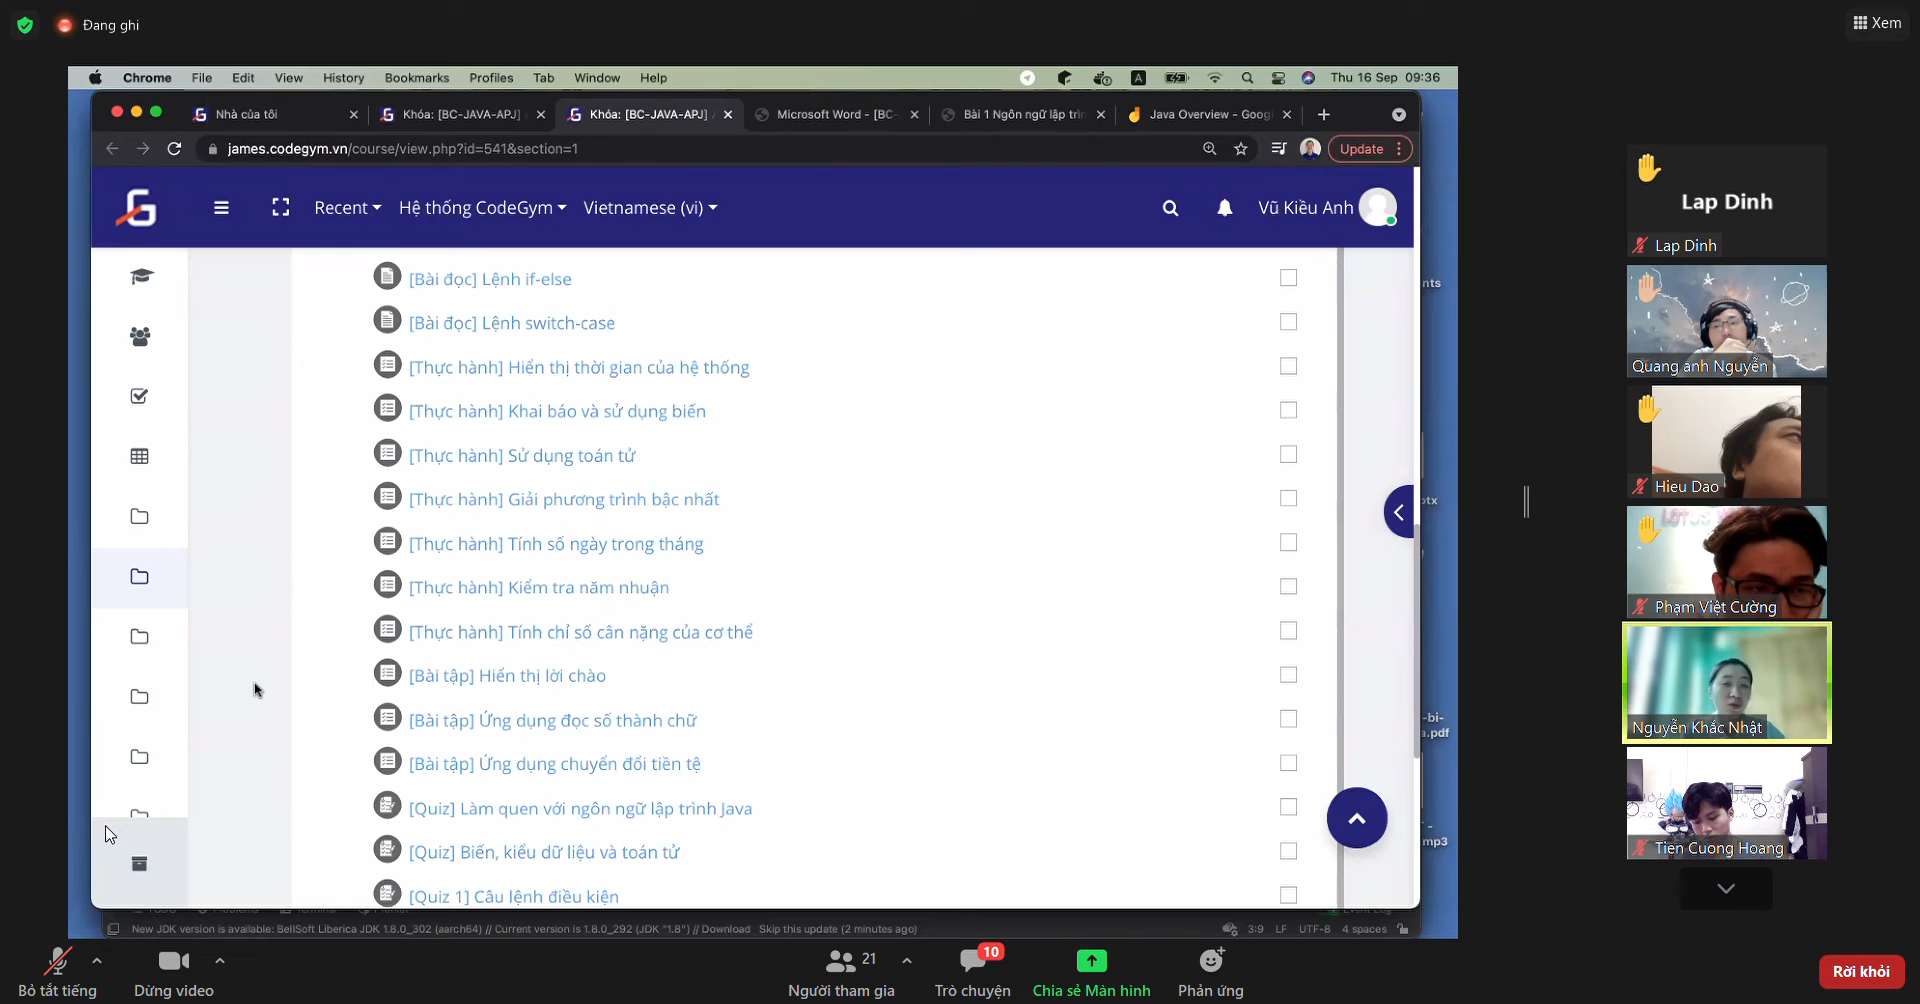 Đang ghi
Xem
Chrome File Edit View History Bookmarks Profiles Tab Window Help
A
Thu 16 Sep 09:36
Nhà của tôi
Khóa: [BC-JAVA-APJ]
Khóa: [BC-JAVA-APJ]
Microsoft Word - [BC-
Bài 1 Ngôn ngữ lập trìn
Java Overview - Googl
james.codegym.vn/course/view.php?id=541&section=1
Update
Recent
Hệ thống CodeGym
Vietnamese (vi)
Vũ Kiều Anh
[Bài đọc] Lệnh if-else
[Bài đọc] Lệnh switch-case
[Thực hành] Hiển thị thời gian của hệ thống
[Thực hành] Khai báo và sử dụng biến
[Thực hành] Sử dụng toán tử
[Thực hành] Giải phương trình bậc nhất
[Thực hành] Tính số ngày trong tháng
[Thực hành] Kiểm tra năm nhuận
[Thực hành] Tính chỉ số cân nặng của cơ thể
[Bài tập] Hiển thị lời chào
[Bài tập] Ứng dụng đọc số thành chữ
[Bài tập] Ứng dụng chuyển đổi tiền tệ
[Quiz] Làm quen với ngôn ngữ lập trình Java
[Quiz] Biến, kiểu dữ liệu và toán tử
[Quiz 1] Câu lệnh điều kiện
nts
otx
-bi-
a.pdf
mp3
New JDK version is available: BellSoft Liberica JDK 1.8.0_302 (aarch64) // Current version is 1.8.0_292 (JDK "1.8") // Download Skip this update (2 minutes ago)
3:9 LF UTF-8 4 spaces
Lap Dinh
Lap Dinh
Quang anh Nguyễn
Hieu Dao
Phạm Việt Cường
Nguyễn Khắc Nhật
Tien Cuong Hoang
Bỏ tắt tiếng
Dừng video
21
Người tham gia
10
Trò chuyện
Chia sẻ Màn hình
Phản ứng
Rời khỏi